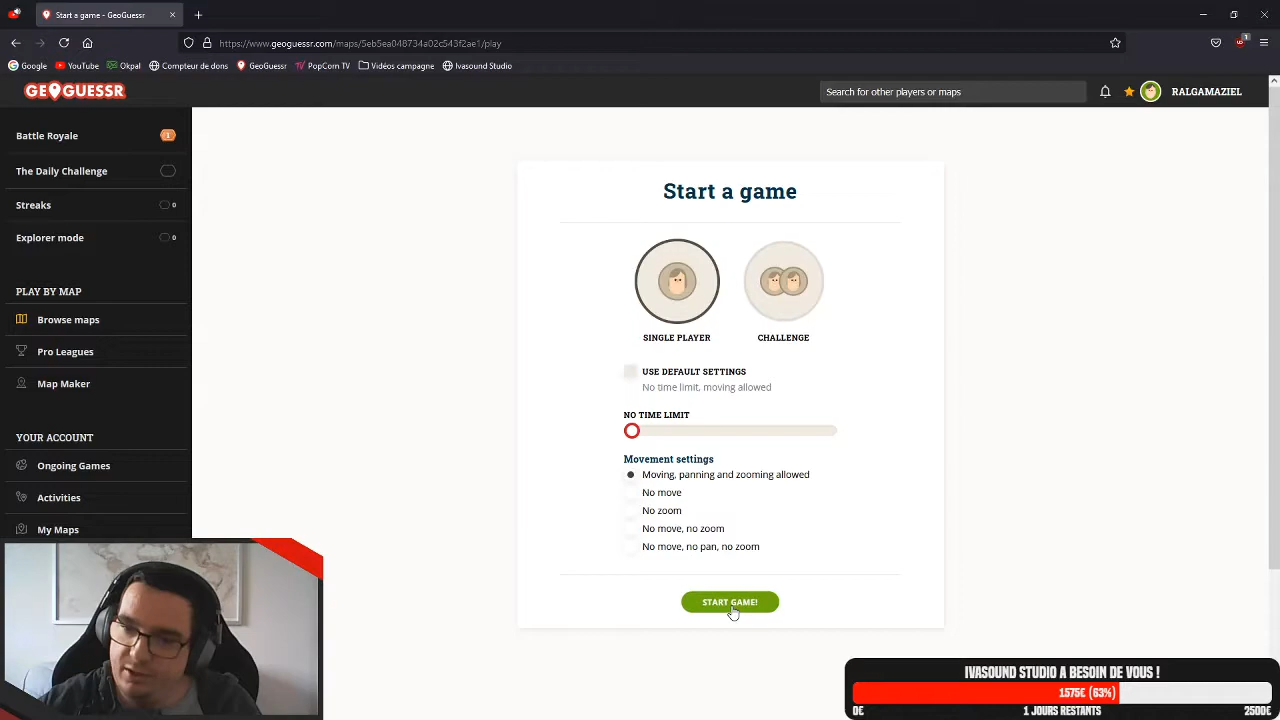 Start a game - GeoGuessr
https://www.geoguessr.com/maps/5eb5ea048734a02c543f2ae1/play
1
Google YouTube Okpal Compteur de dons GeoGuessr PopCorn TV Vidéos campagne Ivasound Studio
GEOGUESSR
Search for other players or maps
RALGAMAZIEL
Battle Royale 1
The Daily Challenge
Streaks 0
Explorer mode 0
PLAY BY MAP
Browse maps
Pro Leagues
Map Maker
YOUR ACCOUNT
Ongoing Games
Activities
My Maps
Start a game
SINGLE PLAYER
CHALLENGE
USE DEFAULT SETTINGS
No time limit, moving allowed
NO TIME LIMIT
Movement settings
Moving, panning and zooming allowed
No move
No zoom
No move, no zoom
No move, no pan, no zoom
START GAME!
IVASOUND STUDIO A BESOIN DE VOUS !
1575€ (63%)
0€ 1 JOURS RESTANTS 2500€